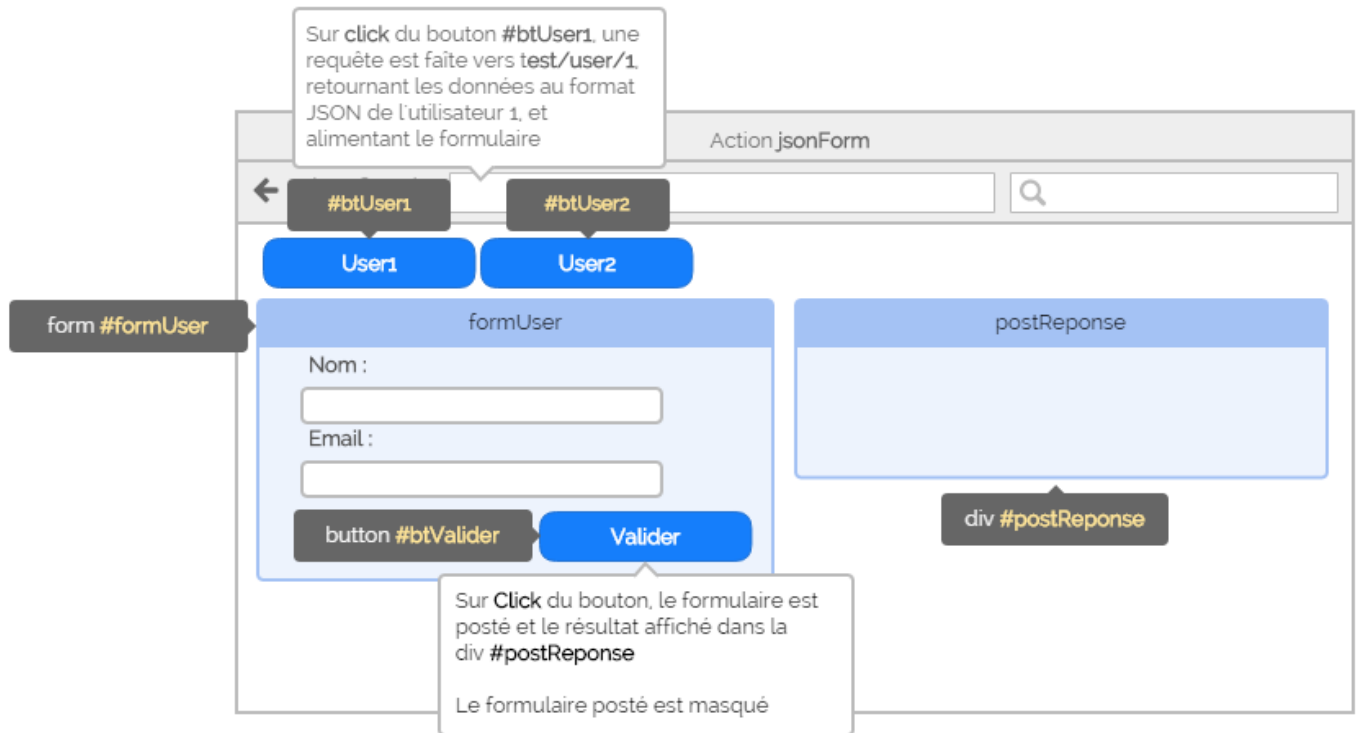 Sur click du bouton #btUser1, une
requête est faîte vers test/user/1,
retournant les données au format
JSON de l'utilisateur 1, et
alimentant le formulaire
Action jsonForm
#btUser1
#btUser2
User1
User2
form #formUser
formUser
postReponse
Nom :
Email :
button #btValider
Valider
div #postReponse
Sur Click du bouton, le formulaire est
posté et le résultat affiché dans la
div #postReponse
Le formulaire posté est masqué